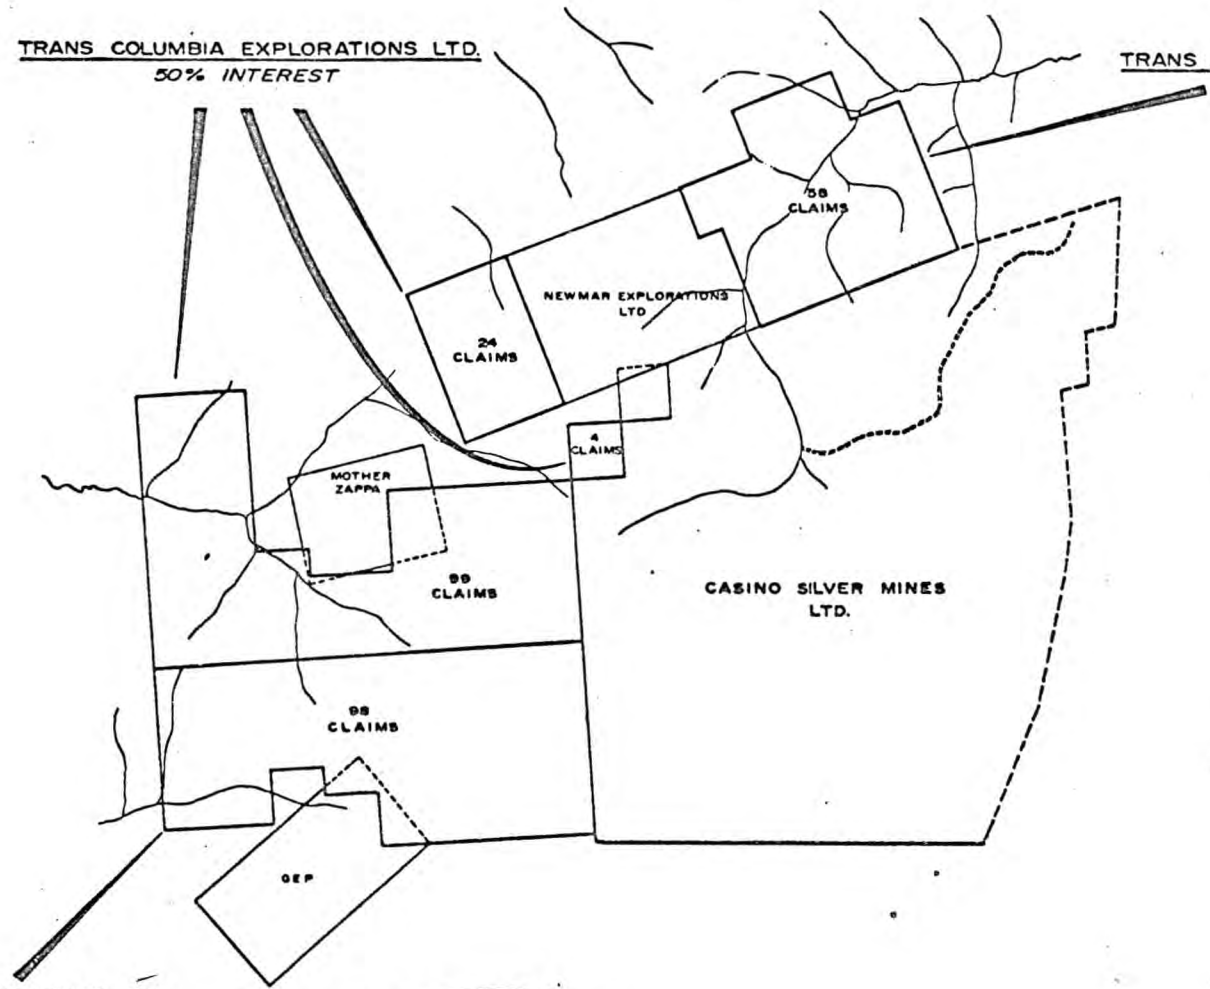 TRANS COLUMBIA EXPLORATIONS LTD.
50% INTEREST
TRANS
58
CLAIMS
NEWMAR EXPLORATIONS
LTD
24
CLAIMS
4
CLAIMS
MOTHER
ZAPPA
99
CLAIMS
CASINO SILVER MINES
LTD.
98
CLAIMS
GEP